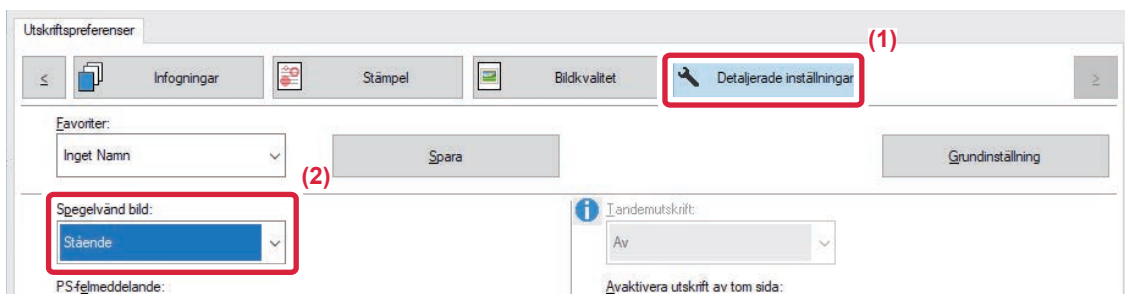 Utskriftspreferenser
(1)
< Infogningar Stämpel Bildkvalitet Detaljerade inställningar >
Favoriter:
Inget Namn Spara Grundinställning
(2)
Spegelvänd bild: Tandemutskrift:
Stående Av
PS-felmeddelande: Avaktivera utskrift av tom sida: